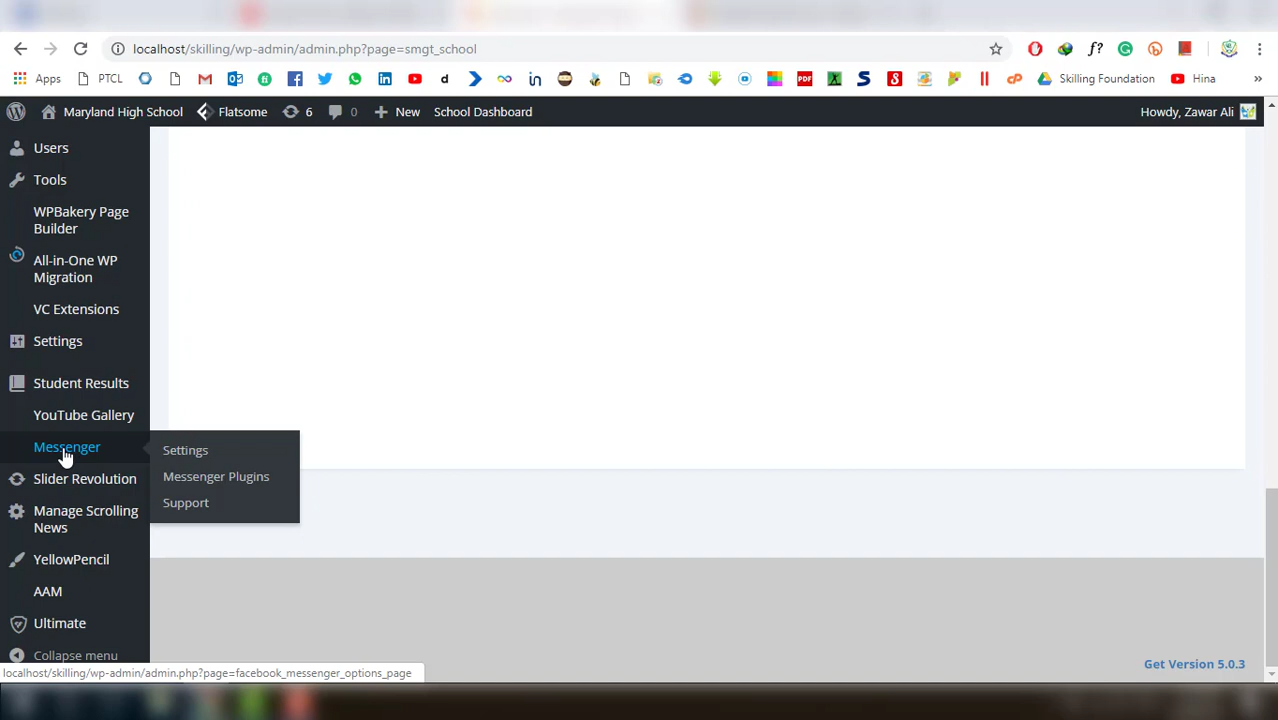 localhost/skilling/wp-admin/admin.php?page=smgt_school
Apps PTCL Skilling Foundation Hina
Maryland High School Flatsome 6 0 New School Dashboard Howdy, Zawar Ali
Users
Tools
WPBakery Page
Builder
All-in-One WP
Migration
VC Extensions
Settings
Student Results
YouTube Gallery
Messenger
Settings
Messenger Plugins
Support
Slider Revolution
Manage Scrolling
News
YellowPencil
AAM
Ultimate
Collapse menu
localhost/skilling/wp-admin/admin.php?page=facebook_messenger_options_page
Get Version 5.0.3